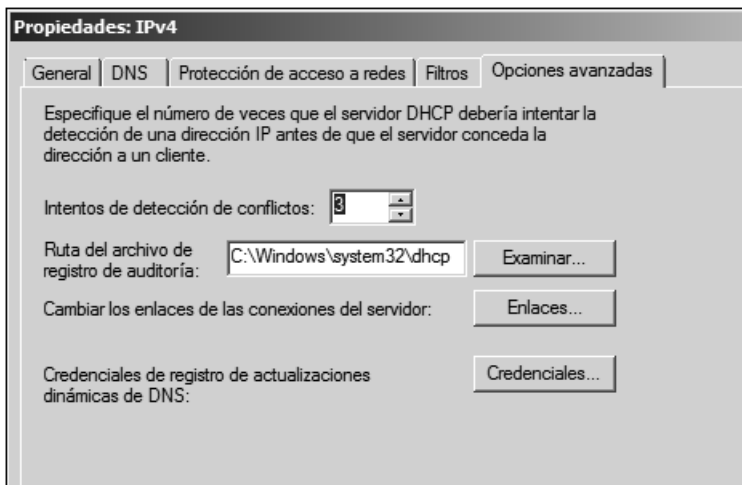 Propiedades: IPv4
General DNS Protección de acceso a redes Filtros Opciones avanzadas
Especifique el número de veces que el servidor DHCP debería intentar la
detección de una dirección IP antes de que el servidor conceda la
dirección a un cliente.
Intentos de detección de conflictos: 3
Ruta del archivo de
registro de auditoría:
C:\Windows\system32\dhcp Examinar...
Cambiar los enlaces de las conexiones del servidor: Enlaces...
Credenciales de registro de actualizaciones
dinámicas de DNS:
Credenciales...